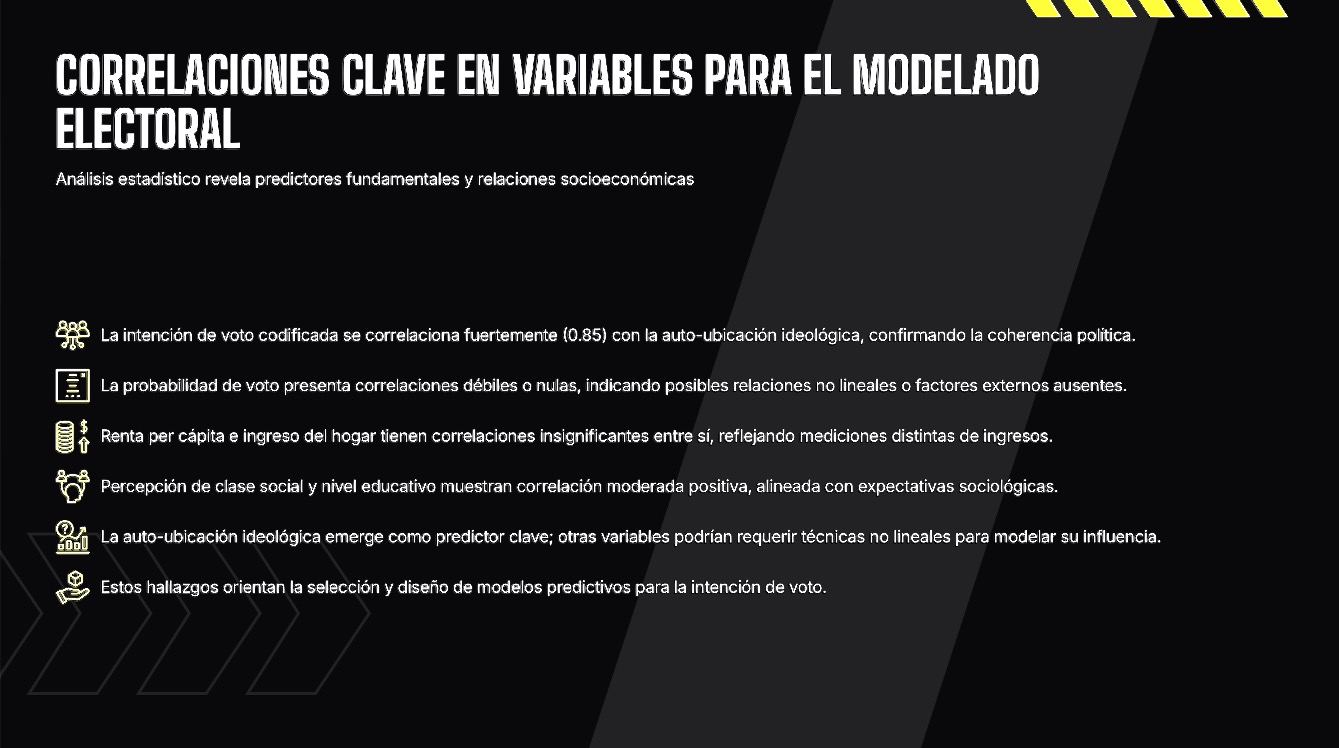 CORRELACIONES CLAVE EN VARIABLES PARA EL MODELADO
ELECTORAL
Análisis estadístico revela predictores fundamentales y relaciones socioeconómicas
La intención de voto codificada se correlaciona fuertemente (0.85) con la auto-ubicación ideológica, confirmando la coherencia política.
La probabilidad de voto presenta correlaciones débiles o nulas, indicando posibles relaciones no lineales o factores externos ausentes.
Renta per cápita e ingreso del hogar tienen correlaciones insignificantes entre sí, reflejando mediciones distintas de ingresos.
Percepción de clase social y nivel educativo muestran correlación moderada positiva, alineada con expectativas sociológicas.
La auto-ubicación ideológica emerge como predictor clave; otras variables podrían requerir técnicas no lineales para modelar su influencia.
Estos hallazgos orientan la selección y diseño de modelos predictivos para la intención de voto.